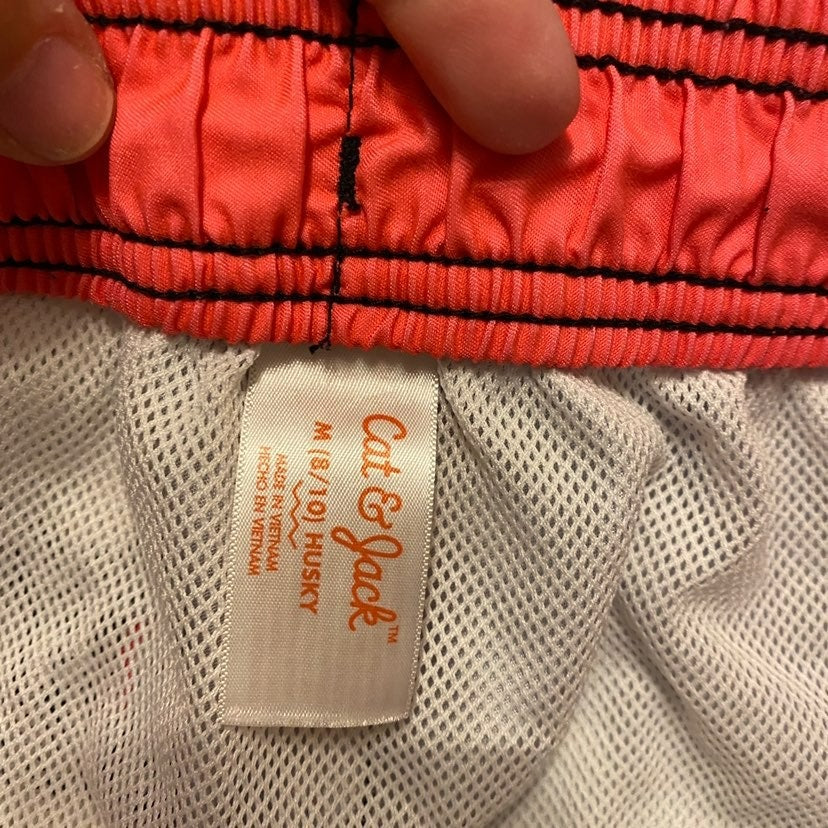 Cat & Jack™
M (8/10) HUSKY
MADE IN VIETNAM
HECHO EN VIETNAM